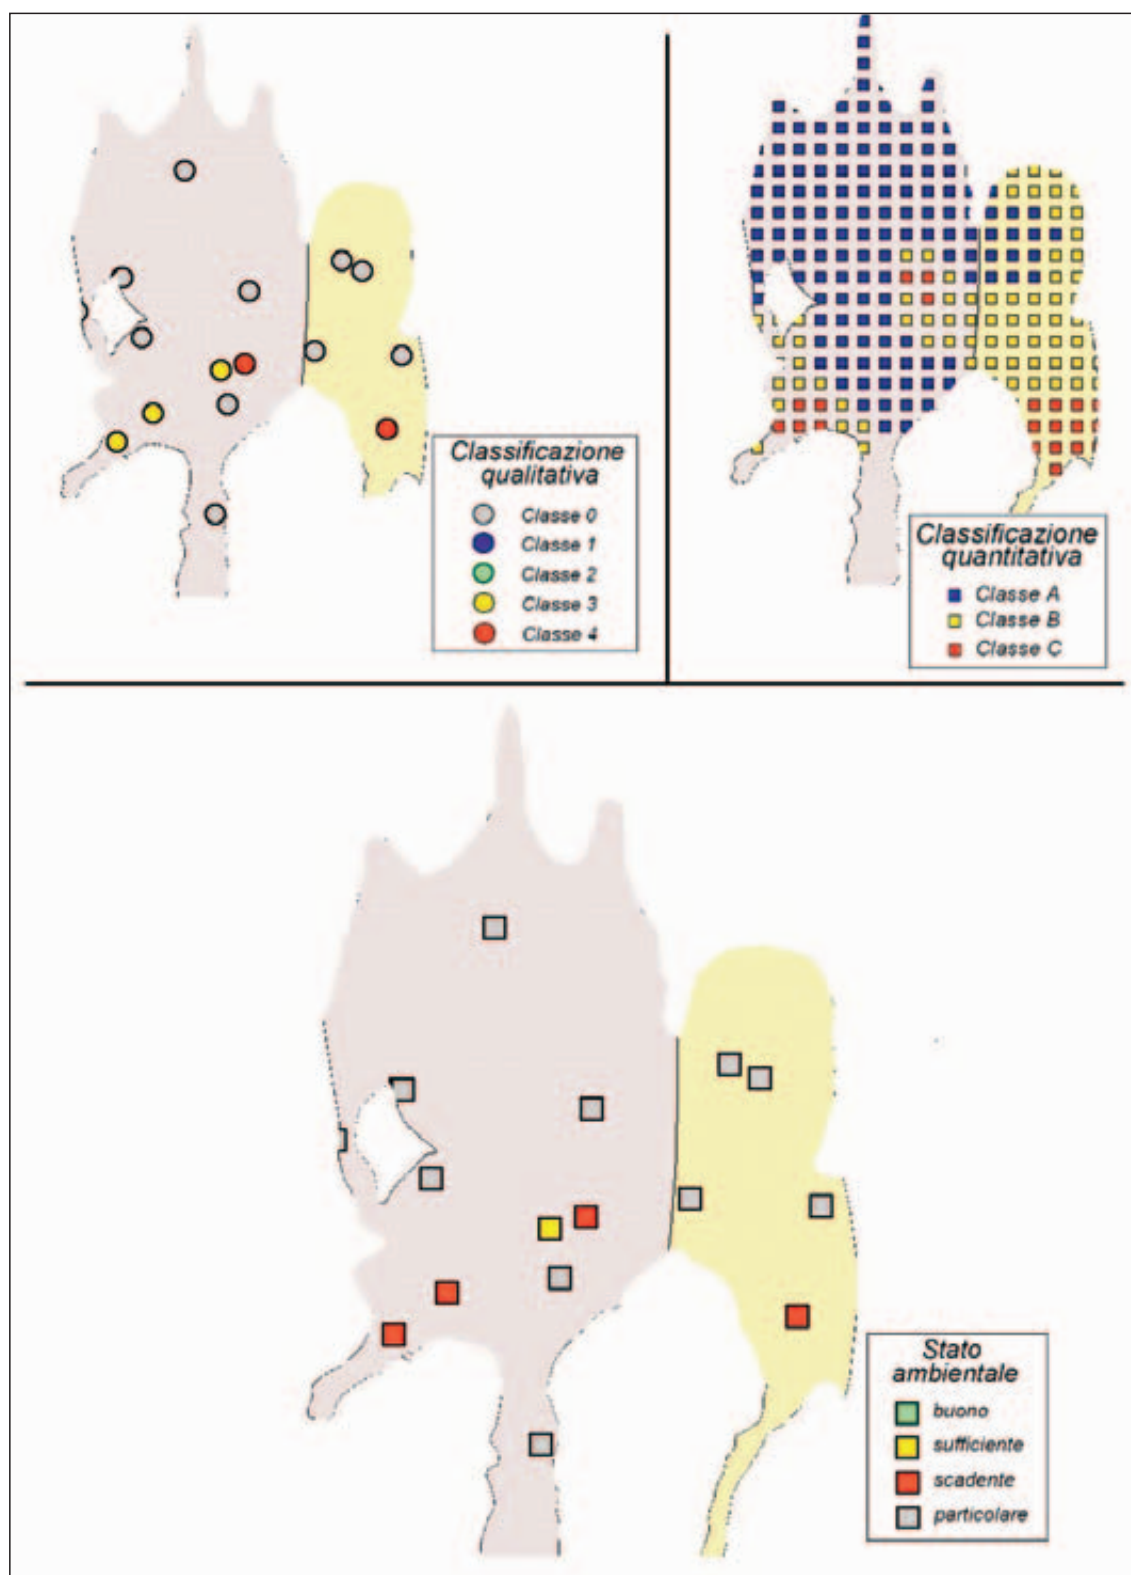 Classificazione
qualitativa
Classe 0
Classe 1
Classe 2
Classe 3
Classe 4
Classificazione
quantitativa
Classe A
Classe B
Classe C
Stato
ambientale
buono
sufficiente
scadente
particolare